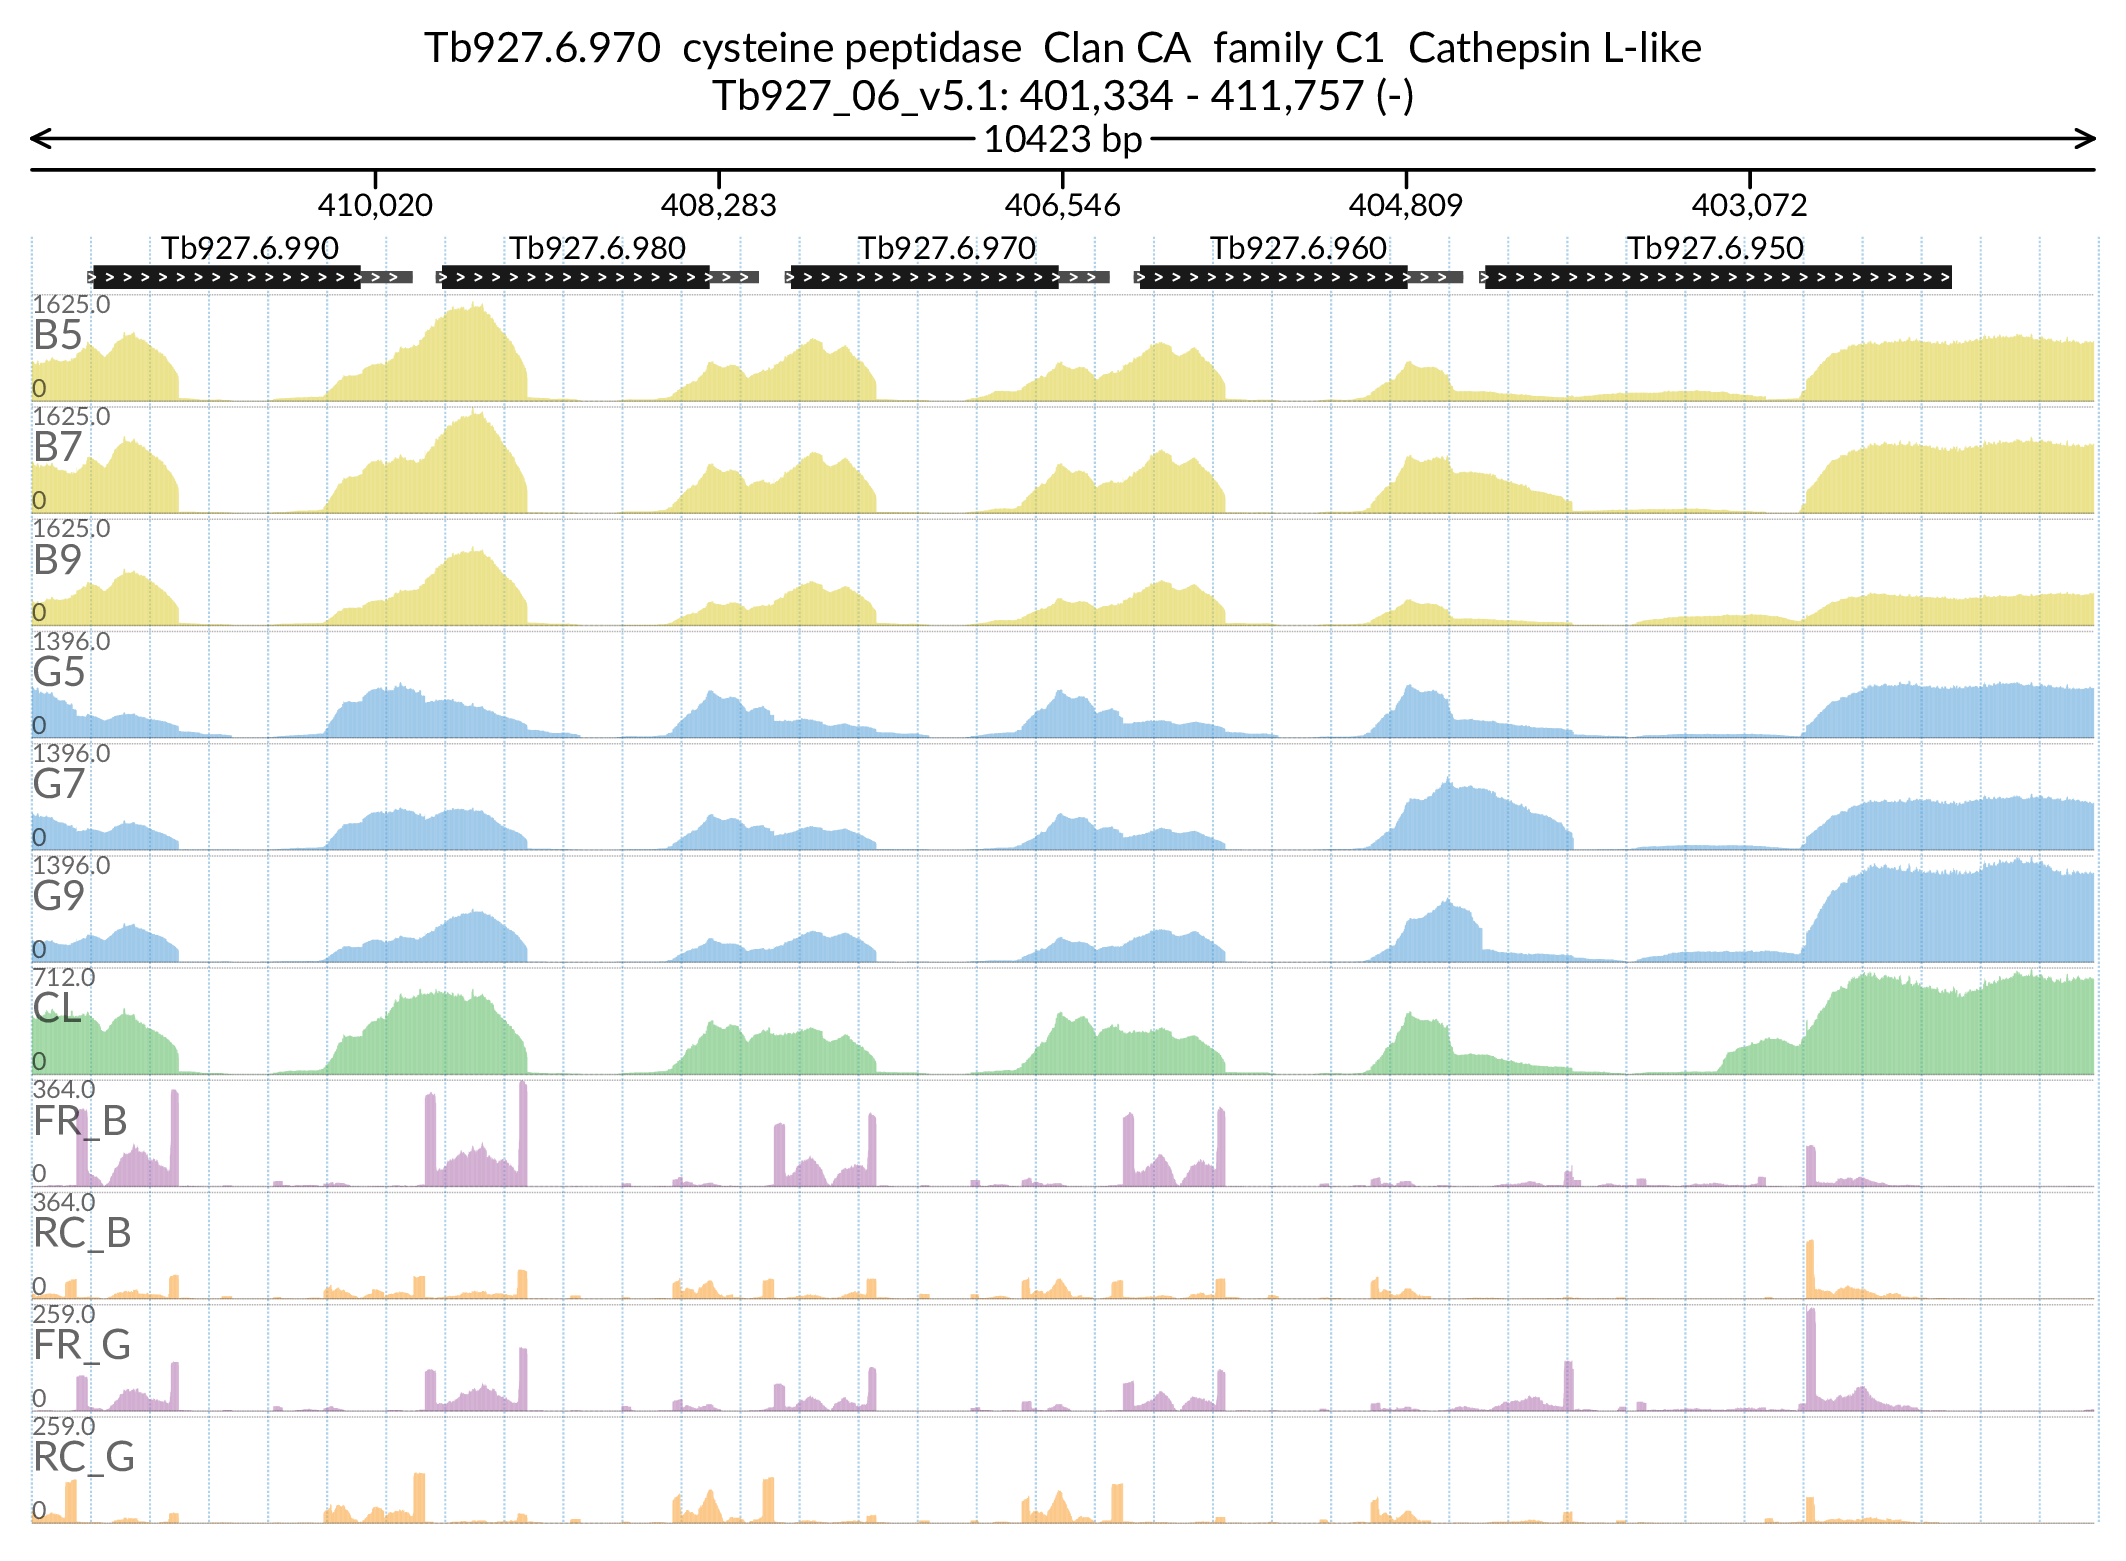 Tb927.6.970  cysteine peptidase  Clan CA  family C1  Cathepsin L-like
Tb927_06_v5.1: 401,334 - 411,757 (-)
10423 bp
410,020 408,283 406,546 404,809 403,072
Tb927.6.990 Tb927.6.980 Tb927.6.970 Tb927.6.960 Tb927.6.950
1625.0
B5
0
1625.0
B7
0
1625.0
B9
0
1396.0
G5
0
1396.0
G7
0
1396.0
G9
0
712.0
CL
0
364.0
FR_B
0
364.0
RC_B
0
259.0
FR_G
0
259.0
RC_G
0